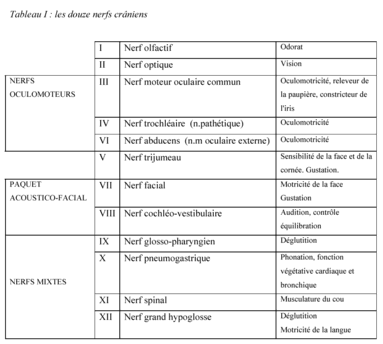 Tableau I : les douze nerfs crâniens
I Nerf olfactif Odorat
II Nerf optique Vision
NERFS III Nerf moteur oculaire commun Oculomotricité, releveur de
OCULOMOTEURS la paupière, constricteur de
l'iris
IV Nerf trochléaire (n.pathétique) Oculomotricité
VI Nerf abducens (n.m oculaire externe) Oculomotricité
V Nerf trijumeau Sensibilité de la face et de la
cornée. Gustation.
PAQUET VII Nerf facial Motricité de la face
ACOUSTICO-FACIAL Gustation
VIII Nerf cochléo-vestibulaire Audition, contrôle
équilibration
IX Nerf glosso-pharyngien Déglutition
X Nerf pneumogastrique Phonation, fonction
NERFS MIXTES végétative cardiaque et
bronchique
XI Nerf spinal Musculature du cou
XII Nerf grand hypoglosse Déglutition
Motricité de la langue